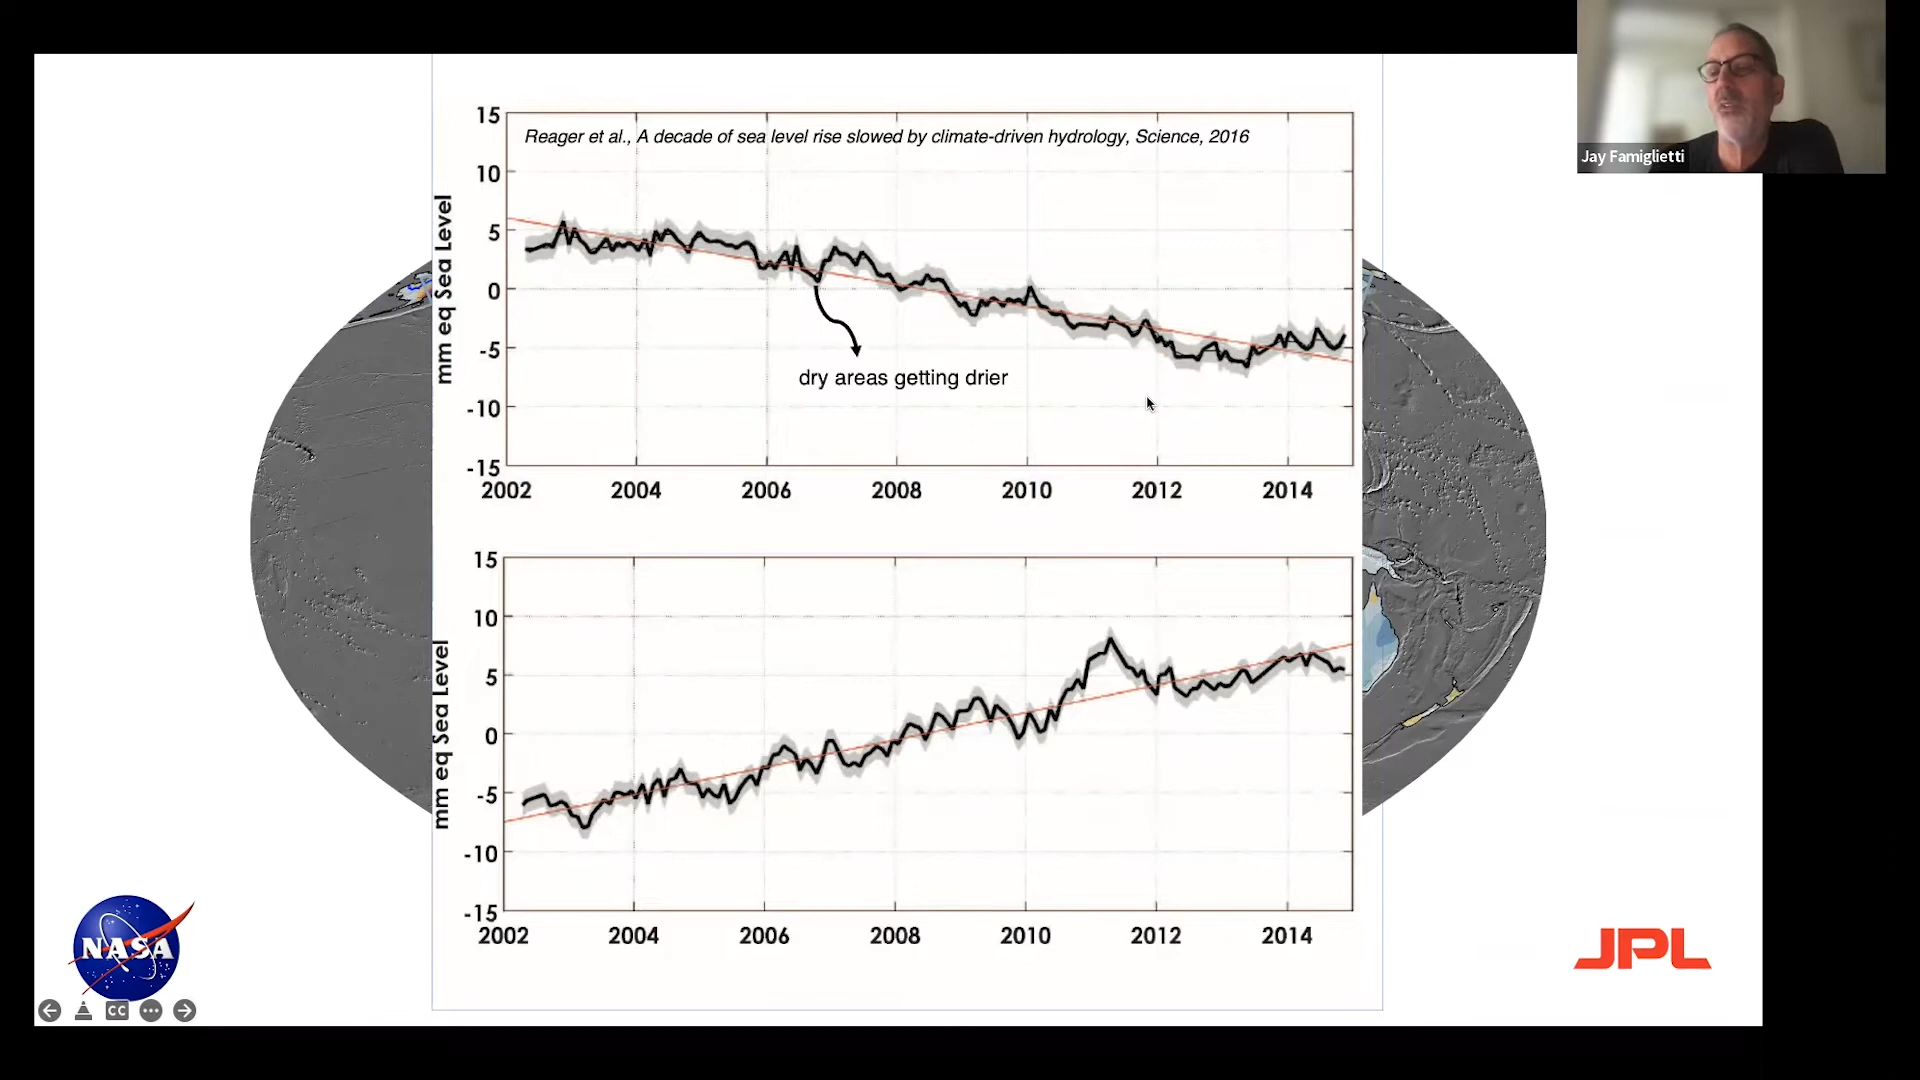 15
Reager et al., A decade of sea level rise slowed by climate-driven hydrology, Science, 2016
10
5
0
-5
-10
-15
mm eq Sea Level
dry areas getting drier
2002 2004 2006 2008 2010 2012 2014
15
10
5
0
-5
-10
-15
mm eq Sea Level
2002 2004 2006 2008 2010 2012 2014
Jay Famiglietti
NASA
JPL
CC